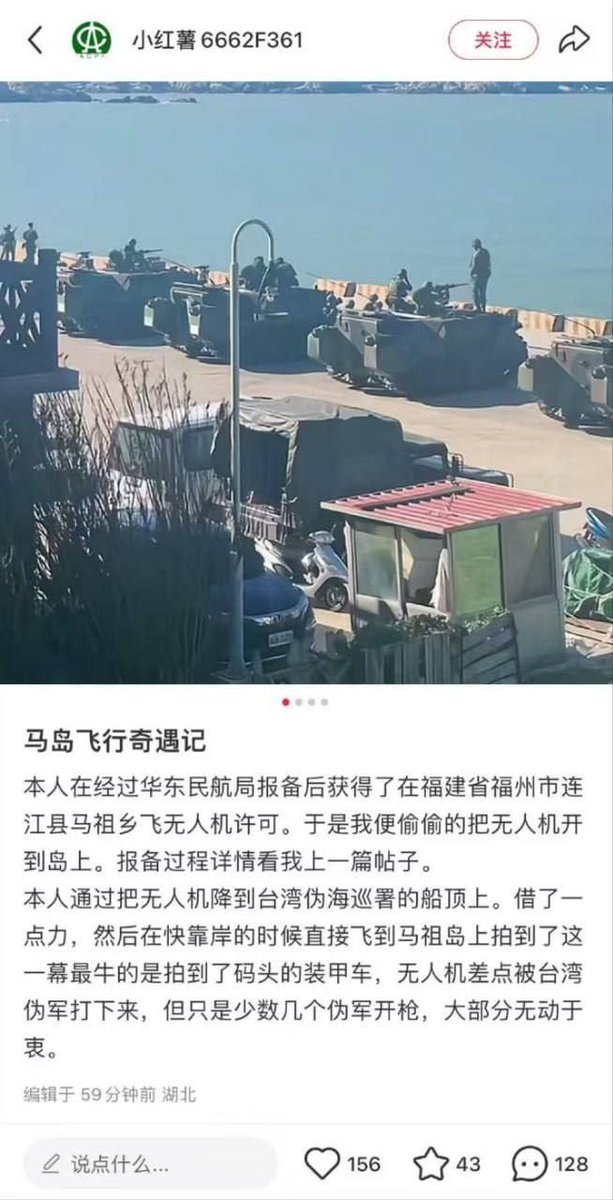 小红薯6662F361
关注
马岛飞行奇遇记
本人在经过华东民航局报备后获得了在福建省福州市连
江县马祖乡飞无人机许可。于是我便偷偷的把无人机开
到岛上。报备过程详情看我上一篇帖子。
本人通过把无人机降到台湾伪海巡署的船顶上。借了一
点力，然后在快靠岸的时候直接飞到马祖岛上拍到了这
一幕最牛的是拍到了码头的装甲车，无人机差点被台湾
伪军打下来，但只是少数几个伪军开枪，大部分无动于
衷。
编辑于 59分钟前 湖北
说点什么...
156
43
128